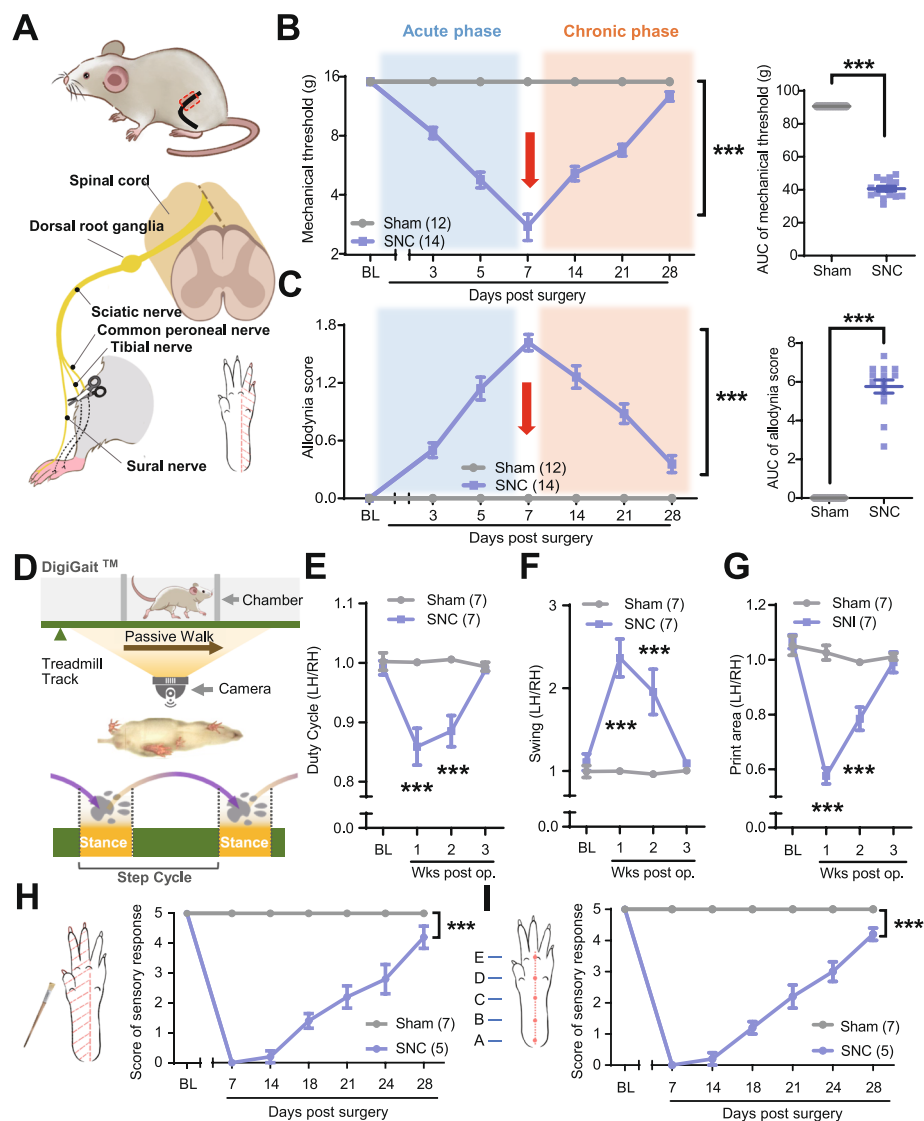 A
Spinal cord
Dorsal root ganglia
Sciatic nerve
Common peroneal nerve
Tibial nerve
Sural nerve
B
Acute phase
Chronic phase
Mechanical threshold (g)
16
8
4
2
Sham (12)
SNC (14)
***
BL
3
5
7
14
21
28
Days post surgery
AUC of mechanical threshold (g)
100
80
60
40
20
0
***
Sham
SNC
C
Allodynia score
1.8
1.2
0.6
0.0
Sham (12)
SNC (14)
***
BL
3
5
7
14
21
28
Days post surgery
AUC of allodynia score
8
6
4
2
0
***
Sham
SNC
D
DigiGait TM
Chamber
Passive Walk
Treadmill
Track
Camera
Stance
Stance
Step Cycle
E
Duty Cycle (LH/RH)
1.1
1.0
0.9
0.8
0.0
Sham (7)
SNC (7)
***
***
BL
1
2
3
Wks post op.
F
Swing (LH/RH)
3
2
1
0.0
Sham (7)
SNC (7)
***
***
BL
1
2
3
Wks post op.
G
Print area (LH/RH)
1.2
1.0
0.8
0.6
0.0
Sham (7)
SNI (7)
***
***
BL
1
2
3
Wks post op.
H
Score of sensory response
5
4
3
2
1
0
***
Sham (7)
SNC (5)
BL
7
14
18
21
24
28
Days post surgery
I
E
D
C
B
A
Score of sensory response
5
4
3
2
1
0
***
Sham (7)
SNC (5)
BL
7
14
18
21
24
28
Days post surgery